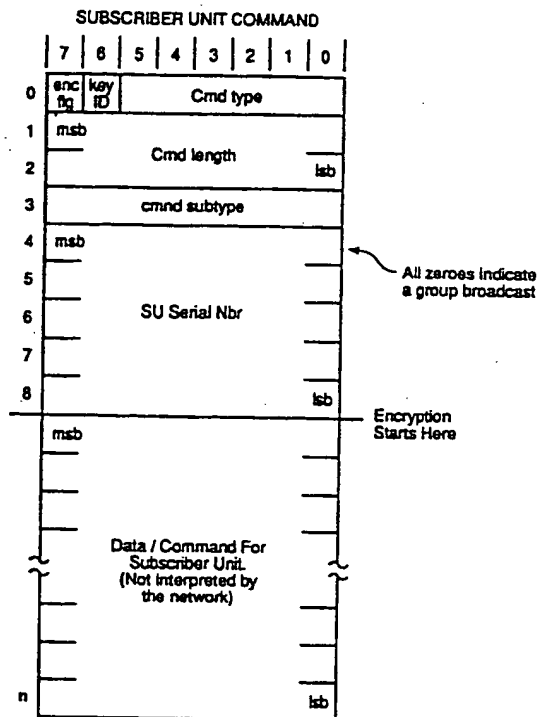 SUBSCRIBER UNIT COMMAND
7 6 5 4 3 2 1 0
0 enc flg key ID Cmd type
1 msb
Cmd length
2 lsb
3 cmnd subtype
4 msb
All zeroes indicate
a group broadcast
5
6 SU Serial Nbr
7
8 lsb
Encryption
Starts Here
msb
Data / Command For
Subscriber Unit.
(Not interpreted by
the network)
n lsb